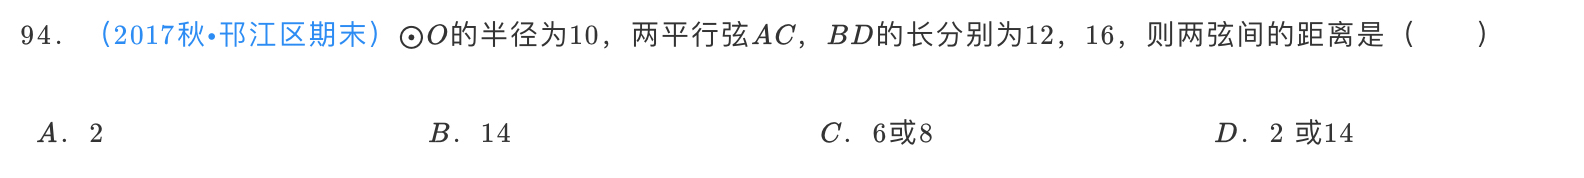 94. （2017秋•邗江区期末）⊙O的半径为10，两平行弦AC，BD的长分别为12，16，则两弦间的距离是（　　）
A. 2　　B. 14　　C. 6或8　　D. 2 或14